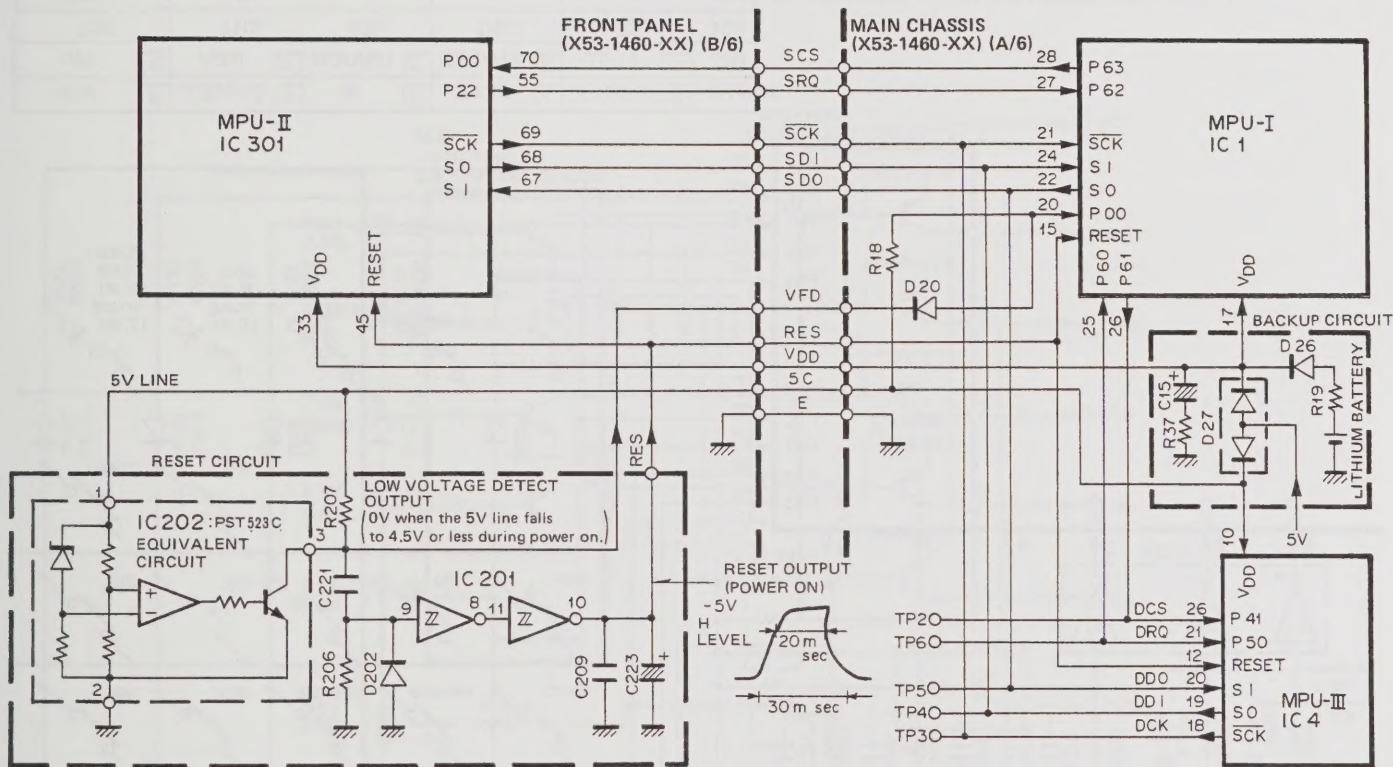 FRONT PANEL
(X53-1460-XX) (B/6)
MAIN CHASSIS
(X53-1460-XX) (A/6)
MPU-II
IC 301
P00
P22
SCK
SO
SI
VDD
RESET
70
55
69
68
67
33
45
SCS
SRQ
SCK
SDI
SDO
VFD
RES
VDD
5C
E
28
27
21
24
22
20
15
P63
P62
SCK
SI
SO
P00
RESET
P60
P61
VDD
MPU-I
IC 1
25
26
17
R18
D20
BACKUP CIRCUIT
D26
C15
+
R37
D27
R19
LITHIUM BATTERY
5V
10
5V LINE
RESET CIRCUIT
RES
1
IC202:PST523C
EQUIVALENT
CIRCUIT
+
−
2
3
R207
LOW VOLTAGE DETECT
OUTPUT
(0V when the 5V line falls
to 4.5V or less during power on.)
C221
R206
D202
IC 201
9
8
11
10
C209
C223
+
RESET OUTPUT
(POWER ON)
-5V
H
LEVEL
20m
sec
30m sec
TP2
TP6
TP5
TP4
TP3
DCS
DRQ
DDO
DDI
DCK
26
21
12
20
19
18
VDD
P41
P50
RESET
SI
SO
SCK
MPU-III
IC4